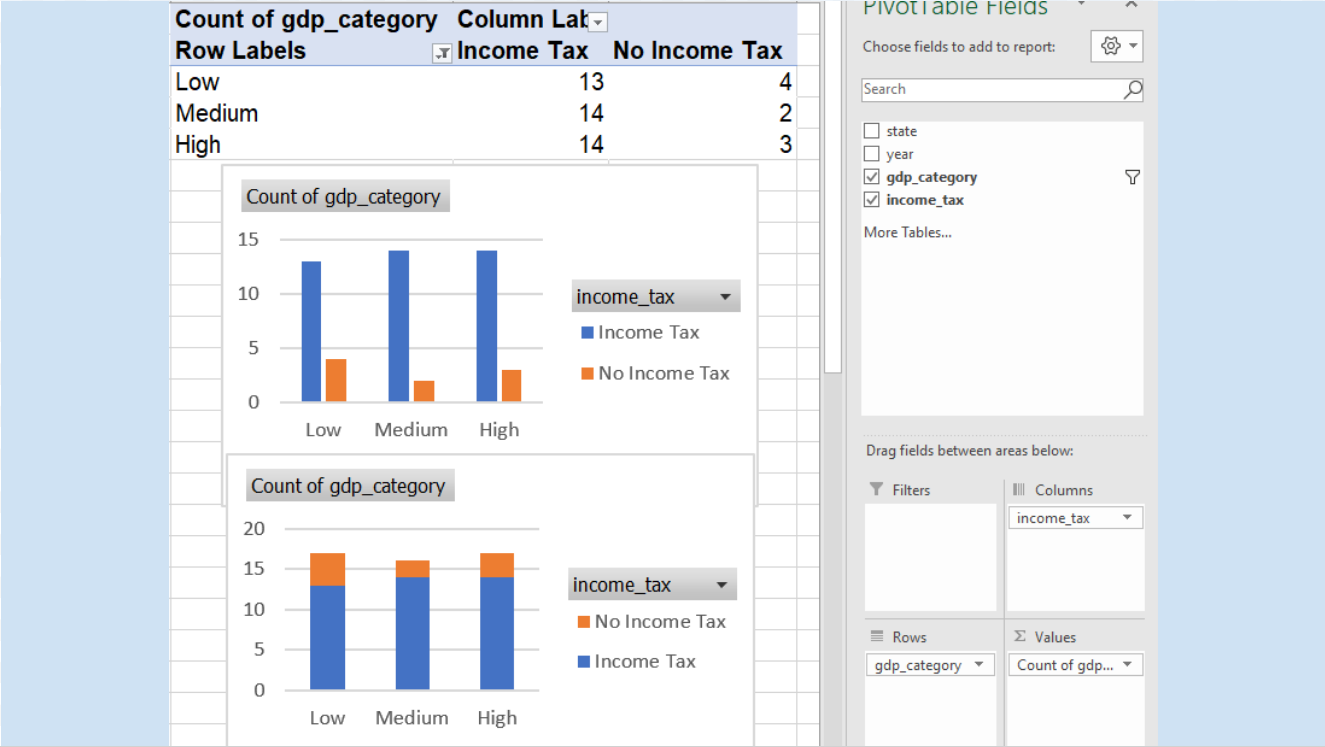 Count of gdp_category Column Lab
Row Labels Income Tax No Income Tax
Low 13 4
Medium 14 2
High 14 3
Count of gdp_category
15
10
5
0
Low Medium High
income_tax
Income Tax
No Income Tax
Count of gdp_category
20
15
10
5
0
Low Medium High
income_tax
No Income Tax
Income Tax
PivotTable Fields
Choose fields to add to report:
Search
state
year
gdp_category
income_tax
More Tables...
Drag fields between areas below:
Filters
Columns
income_tax
Rows
gdp_category
Σ Values
Count of gdp...